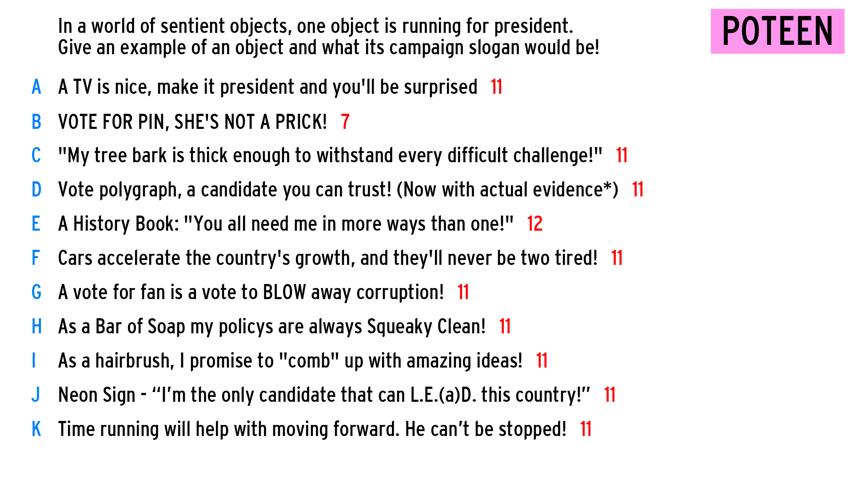 In a world of sentient objects, one object is running for president.
Give an example of an object and what its campaign slogan would be!
POTEEN
A A TV is nice, make it president and you'll be surprised 11
B VOTE FOR PIN, SHE'S NOT A PRICK! 7
C "My tree bark is thick enough to withstand every difficult challenge!" 11
D Vote polygraph, a candidate you can trust! (Now with actual evidence*) 11
E A History Book: "You all need me in more ways than one!" 12
F Cars accelerate the country's growth, and they'll never be two tired! 11
G A vote for fan is a vote to BLOW away corruption! 11
H As a Bar of Soap my policys are always Squeaky Clean! 11
I As a hairbrush, I promise to "comb" up with amazing ideas! 11
J Neon Sign - “I’m the only candidate that can L.E.(a)D. this country!” 11
K Time running will help with moving forward. He can’t be stopped! 11